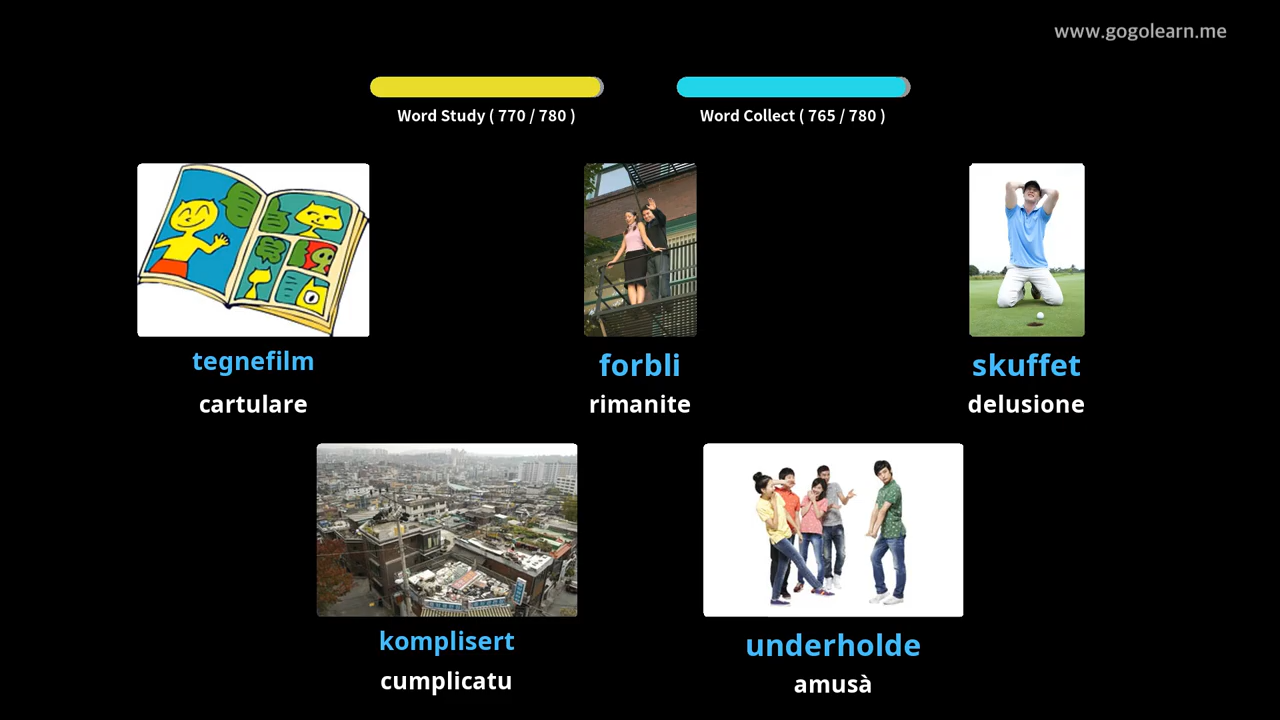 www.gogolearn.me
Word Study ( 770 / 780 )
Word Collect ( 765 / 780 )
tegnefilm
cartulare
forbli
rimanite
skuffet
delusione
komplisert
cumplicatu
underholde
amusà